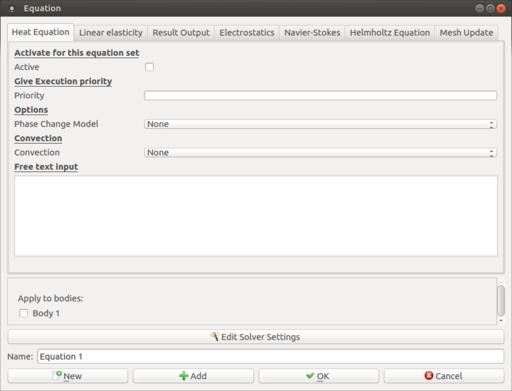 Equation
Heat Equation Linear elasticity Result Output Electrostatics Navier-Stokes Helmholtz Equation Mesh Update
Activate for this equation set
Active
Give Execution priority
Priority
Options
Phase Change Model None
Convection
Convection None
Free text input
Apply to bodies:
Body 1
Edit Solver Settings
Name: Equation 1
New Add OK Cancel